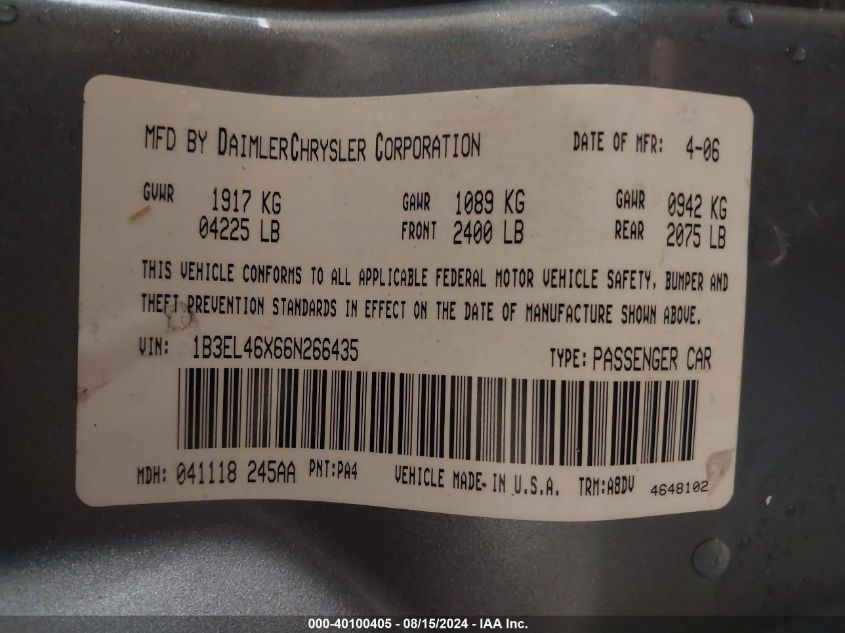 MFD BY DAIMLERCHRYSLER CORPORATION DATE OF MFR: 4-06
GVWR 1917 KG GAWR 1089 KG GAWR 0942 KG
04225 LB FRONT 2400 LB REAR 2075 LB
THIS VEHICLE CONFORMS TO ALL APPLICABLE FEDERAL MOTOR VEHICLE SAFETY, BUMPER AND
THEFT PREVENTION STANDARDS IN EFFECT ON THE DATE OF MANUFACTURE SHOWN ABOVE.
VIN: 1B3EL46X66N266435 TYPE: PASSENGER CAR
MDH: 041118 245AA PNT:PA4 VEHICLE MADE IN U.S.A. TRM:A8DV 4648102
000-40100405 - 08/15/2024 - IAA Inc.